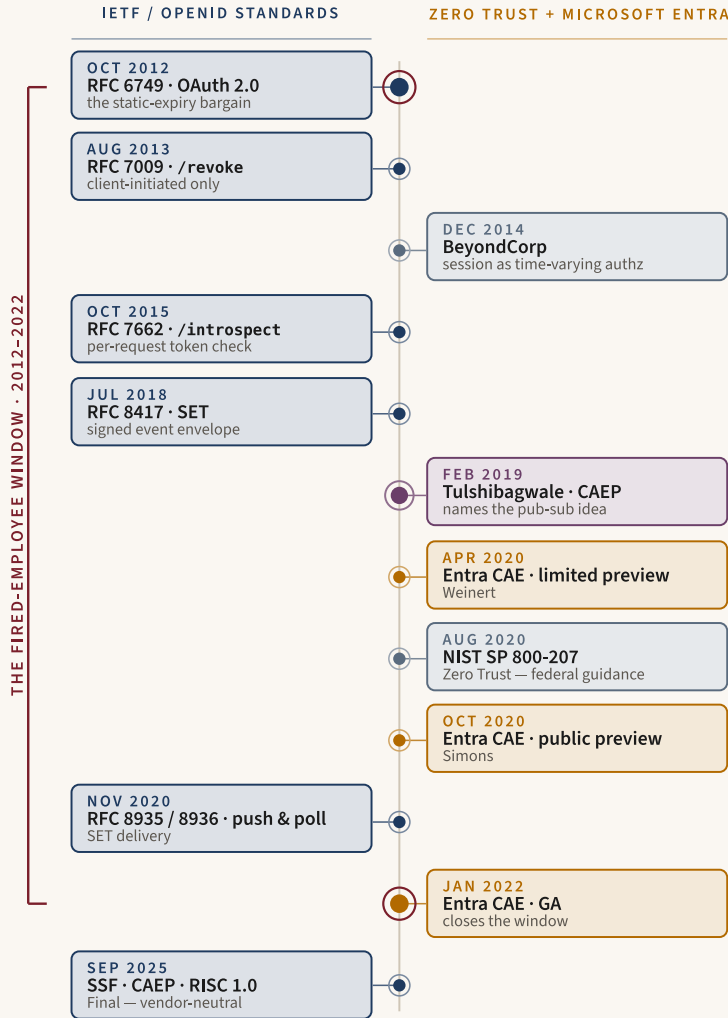 IETF / OPENID STANDARDS
ZERO TRUST + MICROSOFT ENTRA
THE FIRED-EMPLOYEE WINDOW · 2012–2022
OCT 2012
RFC 6749 · OAuth 2.0
the static-expiry bargain
AUG 2013
RFC 7009 · /revoke
client-initiated only
DEC 2014
BeyondCorp
session as time-varying authz
OCT 2015
RFC 7662 · /introspect
per-request token check
JUL 2018
RFC 8417 · SET
signed event envelope
FEB 2019
Tulshibagwale · CAEP
names the pub-sub idea
APR 2020
Entra CAE · limited preview
Weinert
AUG 2020
NIST SP 800-207
Zero Trust — federal guidance
OCT 2020
Entra CAE · public preview
Simons
NOV 2020
RFC 8935 / 8936 · push & poll
SET delivery
JAN 2022
Entra CAE · GA
closes the window
SEP 2025
SSF · CAEP · RISC 1.0
Final — vendor-neutral